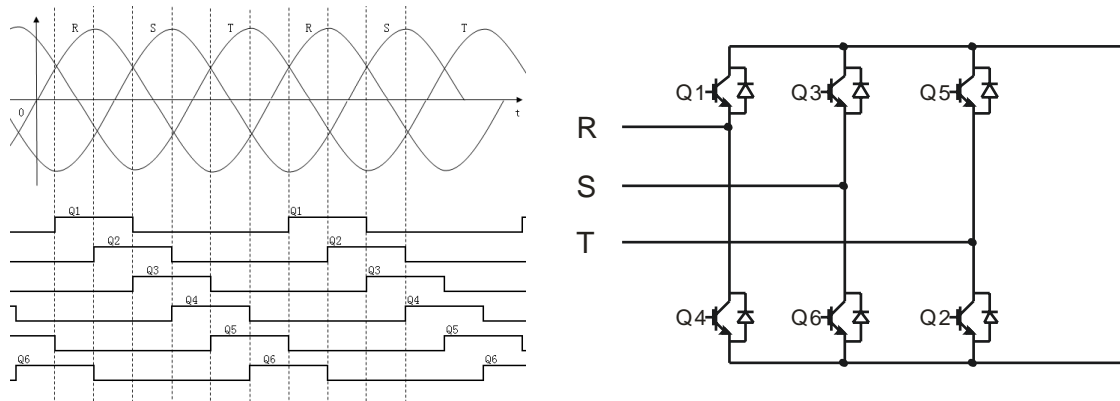 R S T R S T
0
t
Q1 Q1
Q2 Q2
Q3 Q3
Q4 Q4
Q5 Q5
Q6 Q6 Q6
Q1 Q3 Q5
R
S
T
Q4 Q6 Q2